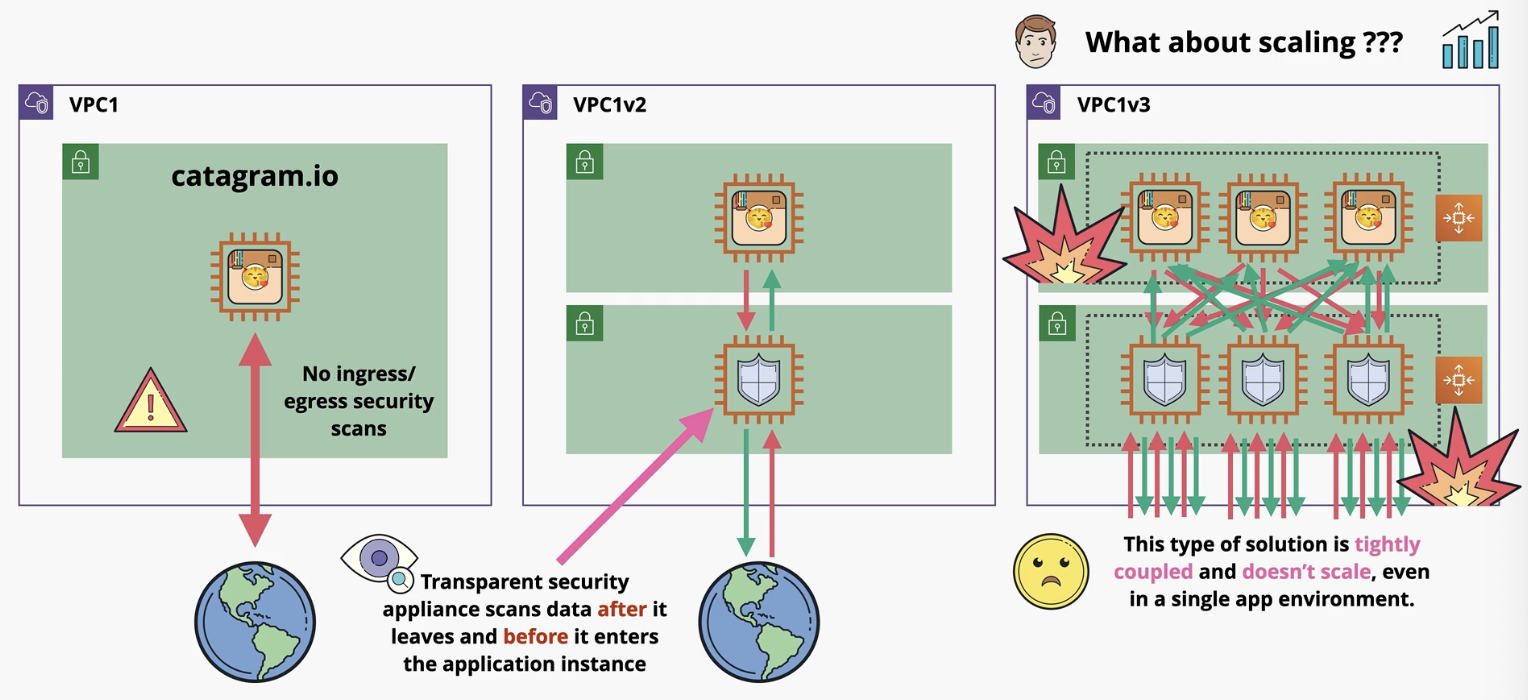 What about scaling ???
VPC1
catagram.io
No ingress/
egress security
scans
VPC1v2
Transparent security
appliance scans data after it
leaves and before it enters
the application instance
VPC1v3
This type of solution is tightly
coupled and doesn't scale, even
in a single app environment.